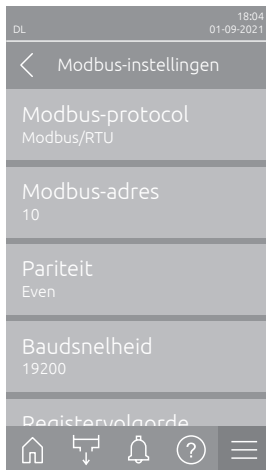 18:04
DL 01-09-2021
Modbus-instellingen
Modbus-protocol
Modbus/RTU
Modbus-adres
10
Pariteit
Even
Baudsnelheid
19200
Registervolgorde
?